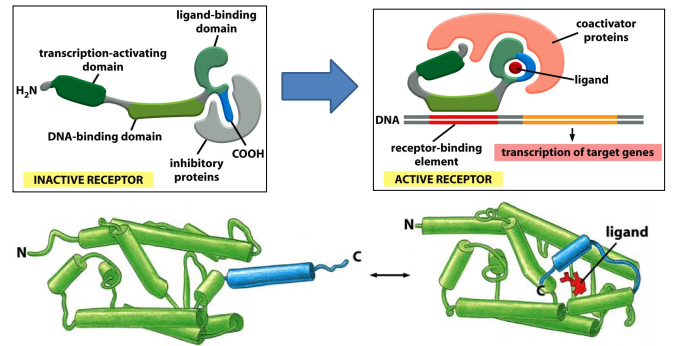 ligand-binding
domain
transcription-activating
domain
H2N
DNA-binding domain
COOH
inhibitory
proteins
INACTIVE RECEPTOR
coactivator
proteins
ligand
DNA
receptor-binding
element
transcription of target genes
ACTIVE RECEPTOR
N
C
N
ligand
C